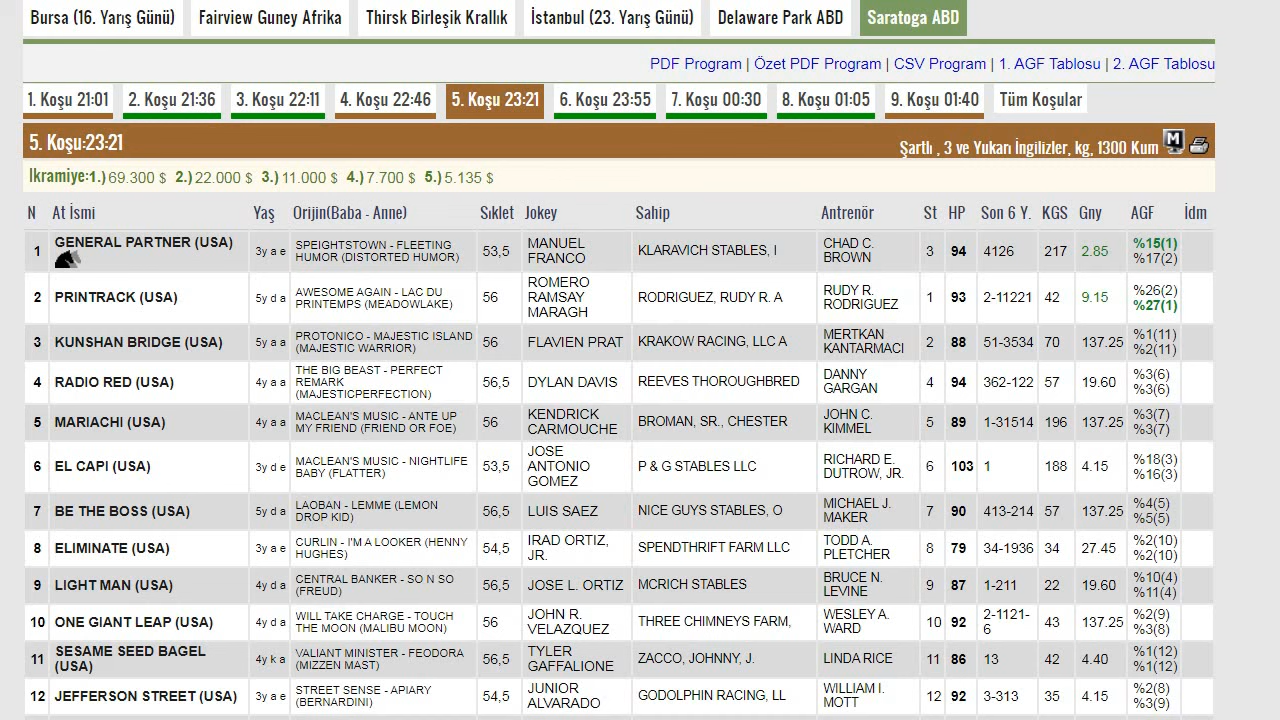 Bursa (16. Yarış Günü) Fairview Guney Afrika Thirsk Birleşik Krallık İstanbul (23. Yarış Günü) Delaware Park ABD Saratoga ABD
PDF Program | Özet PDF Program | CSV Program | 1. AGF Tablosu | 2. AGF Tablosu
1. Koşu 21:01 2. Koşu 21:36 3. Koşu 22:11 4. Koşu 22:46 5. Koşu 23:21 6. Koşu 23:55 7. Koşu 00:30 8. Koşu 01:05 9. Koşu 01:40 Tüm Koşular
5. Koşu:23:21
Şartlı , 3 ve Yukarı İngilizler, kg, 1300 Kum M
Ikramiye:1.) 69.300 $ 2.) 22.000 $ 3.) 11.000 $ 4.) 7.700 $ 5.) 5.135 $
N At İsmi Yaş Orijin(Baba - Anne) Sıklet Jokey Sahip Antrenör St HP Son 6 Y. KGS Gny AGF İdm
1 GENERAL PARTNER (USA) 3y a e SPEIGHTSTOWN - FLEETING HUMOR (DISTORTED HUMOR) 53,5 MANUEL FRANCO KLARAVICH STABLES, I CHAD C. BROWN 3 94 4126 217 2.85 %15(1) %17(2)
2 PRINTRACK (USA) 5y d a AWESOME AGAIN - LAC DU PRINTEMPS (MEADOWLAKE) 56 ROMERO RAMSAY MARAGH RODRIGUEZ, RUDY R. A RUDY R. RODRIGUEZ 1 93 2-11221 42 9.15 %26(2) %27(1)
3 KUNSHAN BRIDGE (USA) 5y a a PROTONICO - MAJESTIC ISLAND (MAJESTIC WARRIOR) 56 FLAVIEN PRAT KRAKOW RACING, LLC A MERTKAN KANTARMACI 2 88 51-3534 70 137.25 %1(11) %2(11)
4 RADIO RED (USA) 4y a a THE BIG BEAST - PERFECT REMARK (MAJESTICPERFECTION) 56,5 DYLAN DAVIS REEVES THOROUGHBRED DANNY GARGAN 4 94 362-122 57 19.60 %3(6) %3(6)
5 MARIACHI (USA) 4y a a MACLEAN'S MUSIC - ANTE UP MY FRIEND (FRIEND OR FOE) 56 KENDRICK CARMOUCHE BROMAN, SR., CHESTER JOHN C. KIMMEL 5 89 1-31514 196 137.25 %3(7) %3(7)
6 EL CAPI (USA) 3y d e MACLEAN'S MUSIC - NIGHTLIFE BABY (FLATTER) 53,5 JOSE ANTONIO GOMEZ P & G STABLES LLC RICHARD E. DUTROW, JR. 6 103 1 188 4.15 %18(3) %16(3)
7 BE THE BOSS (USA) 5y d a LAOBAN - LEMME (LEMON DROP KID) 56,5 LUIS SAEZ NICE GUYS STABLES, O MICHAEL J. MAKER 7 90 413-214 57 137.25 %4(5) %5(5)
8 ELIMINATE (USA) 3y a e CURLIN - I'M A LOOKER (HENNY HUGHES) 54,5 IRAD ORTIZ, JR. SPENDTHRIFT FARM LLC TODD A. PLETCHER 8 79 34-1936 34 27.45 %2(10) %2(10)
9 LIGHT MAN (USA) 4y d a CENTRAL BANKER - SO N SO (FREUD) 56,5 JOSE L. ORTIZ MCRICH STABLES BRUCE N. LEVINE 9 87 1-211 22 19.60 %10(4) %11(4)
10 ONE GIANT LEAP (USA) 4y d a WILL TAKE CHARGE - TOUCH THE MOON (MALIBU MOON) 56 JOHN R. VELAZQUEZ THREE CHIMNEYS FARM, WESLEY A. WARD 10 92 2-1121-6 43 137.25 %2(9) %3(8)
11 SESAME SEED BAGEL (USA) 4y k a VALIANT MINISTER - FEODORA (MIZZEN MAST) 56,5 TYLER GAFFALIONE ZACCO, JOHNNY, J. LINDA RICE 11 86 13 42 4.40 %1(12) %1(12)
12 JEFFERSON STREET (USA) 3y a e STREET SENSE - APIARY (BERNARDINI) 54,5 JUNIOR ALVARADO GODOLPHIN RACING, LL WILLIAM I. MOTT 12 92 3-313 35 4.15 %2(8) %3(9)